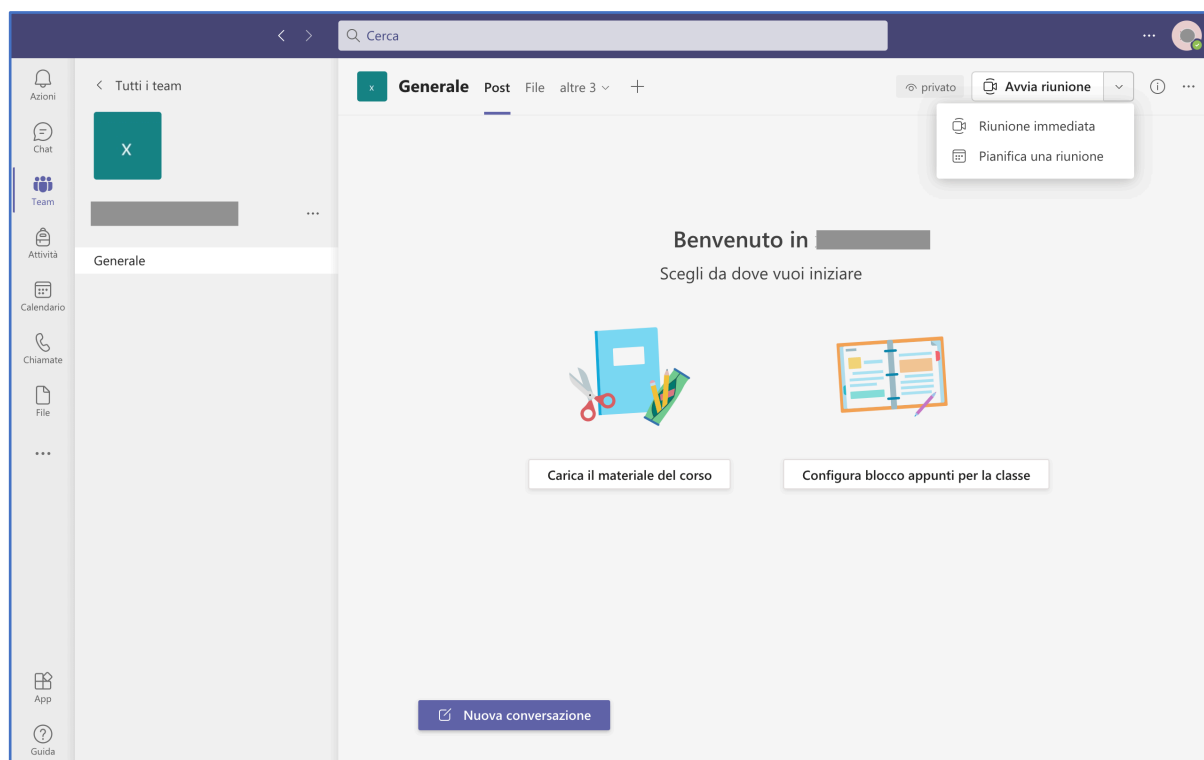 Cerca
Azioni
Chat
Team
Attività
Calendario
Chiamate
File
App
Guida
Tutti i team
X
Generale
x Generale Post File altre 3
privato Avvia riunione
Riunione immediata
Pianifica una riunione
Benvenuto in
Scegli da dove vuoi iniziare
Carica il materiale del corso Configura blocco appunti per la classe
Nuova conversazione